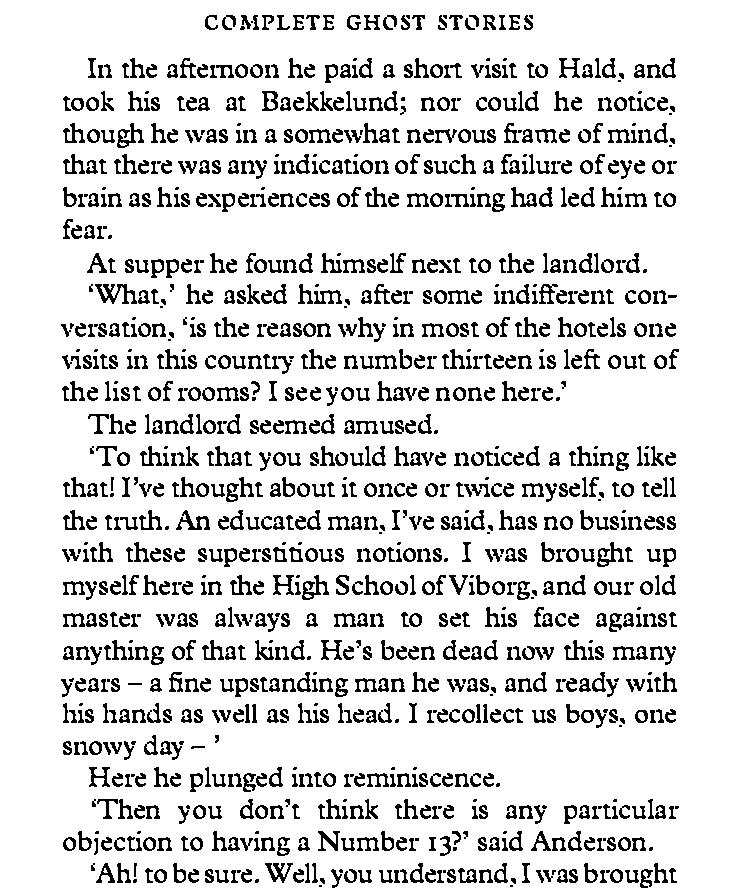 COMPLETE GHOST STORIES
In the afternoon he paid a short visit to Hald, and
took his tea at Baekkelund; nor could he notice,
though he was in a somewhat nervous frame of mind,
that there was any indication of such a failure of eye or
brain as his experiences of the morning had led him to
fear.
At supper he found himself next to the landlord.
‘What,’ he asked him, after some indifferent con-
versation, ‘is the reason why in most of the hotels one
visits in this country the number thirteen is left out of
the list of rooms? I see you have none here.’
The landlord seemed amused.
‘To think that you should have noticed a thing like
that! I’ve thought about it once or twice myself, to tell
the truth. An educated man, I’ve said, has no business
with these superstitious notions. I was brought up
myself here in the High School of Viborg, and our old
master was always a man to set his face against
anything of that kind. He’s been dead now this many
years – a fine upstanding man he was, and ready with
his hands as well as his head. I recollect us boys, one
snowy day – ’
Here he plunged into reminiscence.
‘Then you don’t think there is any particular
objection to having a Number 13?’ said Anderson.
‘Ah! to be sure. Well, you understand, I was brought